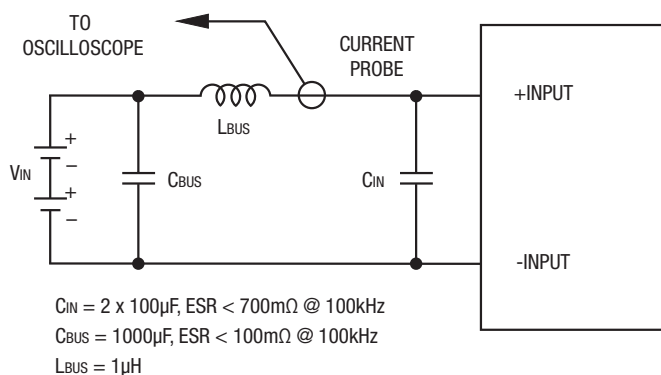 TO
OSCILLOSCOPE
CURRENT
PROBE
+INPUT
LBUS
+
VIN
−
+
−
CBUS
CIN
-INPUT
CIN = 2 x 100µF, ESR < 700mΩ @ 100kHz
CBUS = 1000µF, ESR < 100mΩ @ 100kHz
LBUS = 1µH